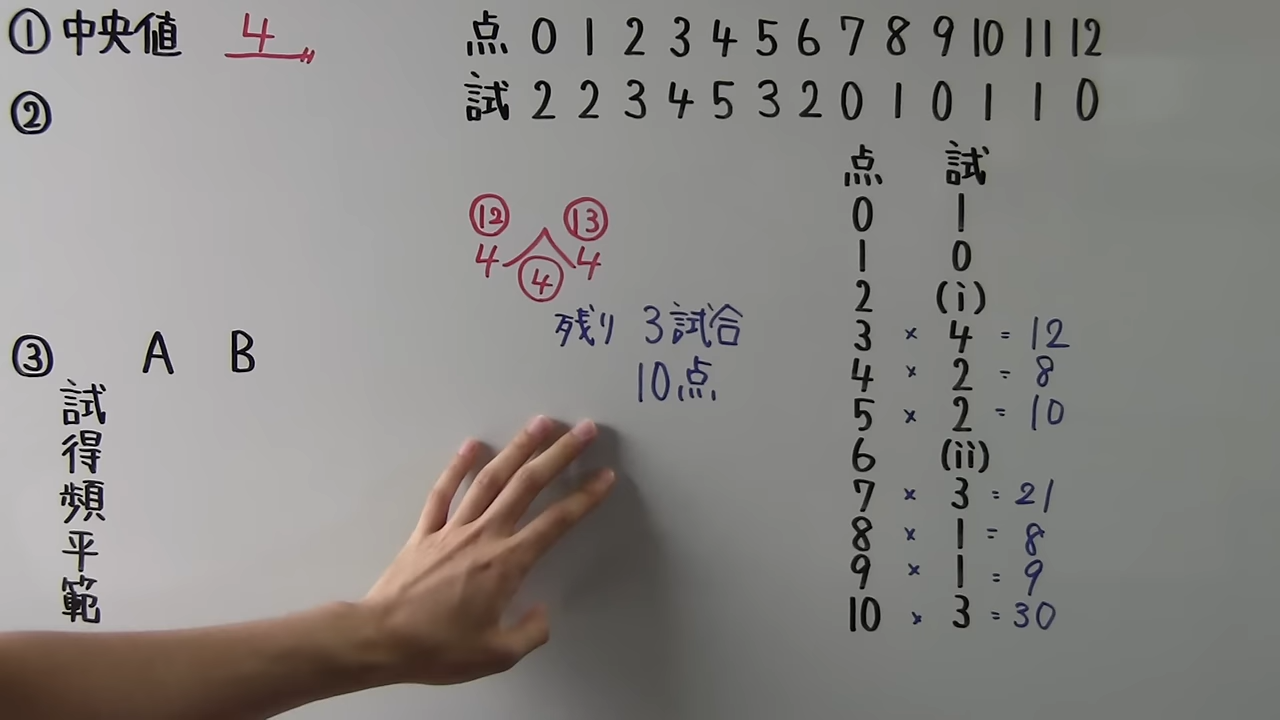 ①中央値 4
②
点 0 1 2 3 4 5 6 7 8 9 10 11 12
試 2 2 3 4 5 3 2 0 1 0 1 1 0
⑫ ⑬
4 4
④
残り 3試合
10点
点 試
0 1
1 0
2 (i)
3 × 4 = 12
4 × 2 = 8
5 × 2 = 10
6 (ii)
7 × 3 = 21
8 × 1 = 8
9 × 1 = 9
10 × 3 = 30
③ A B
試
得
頻
平
範